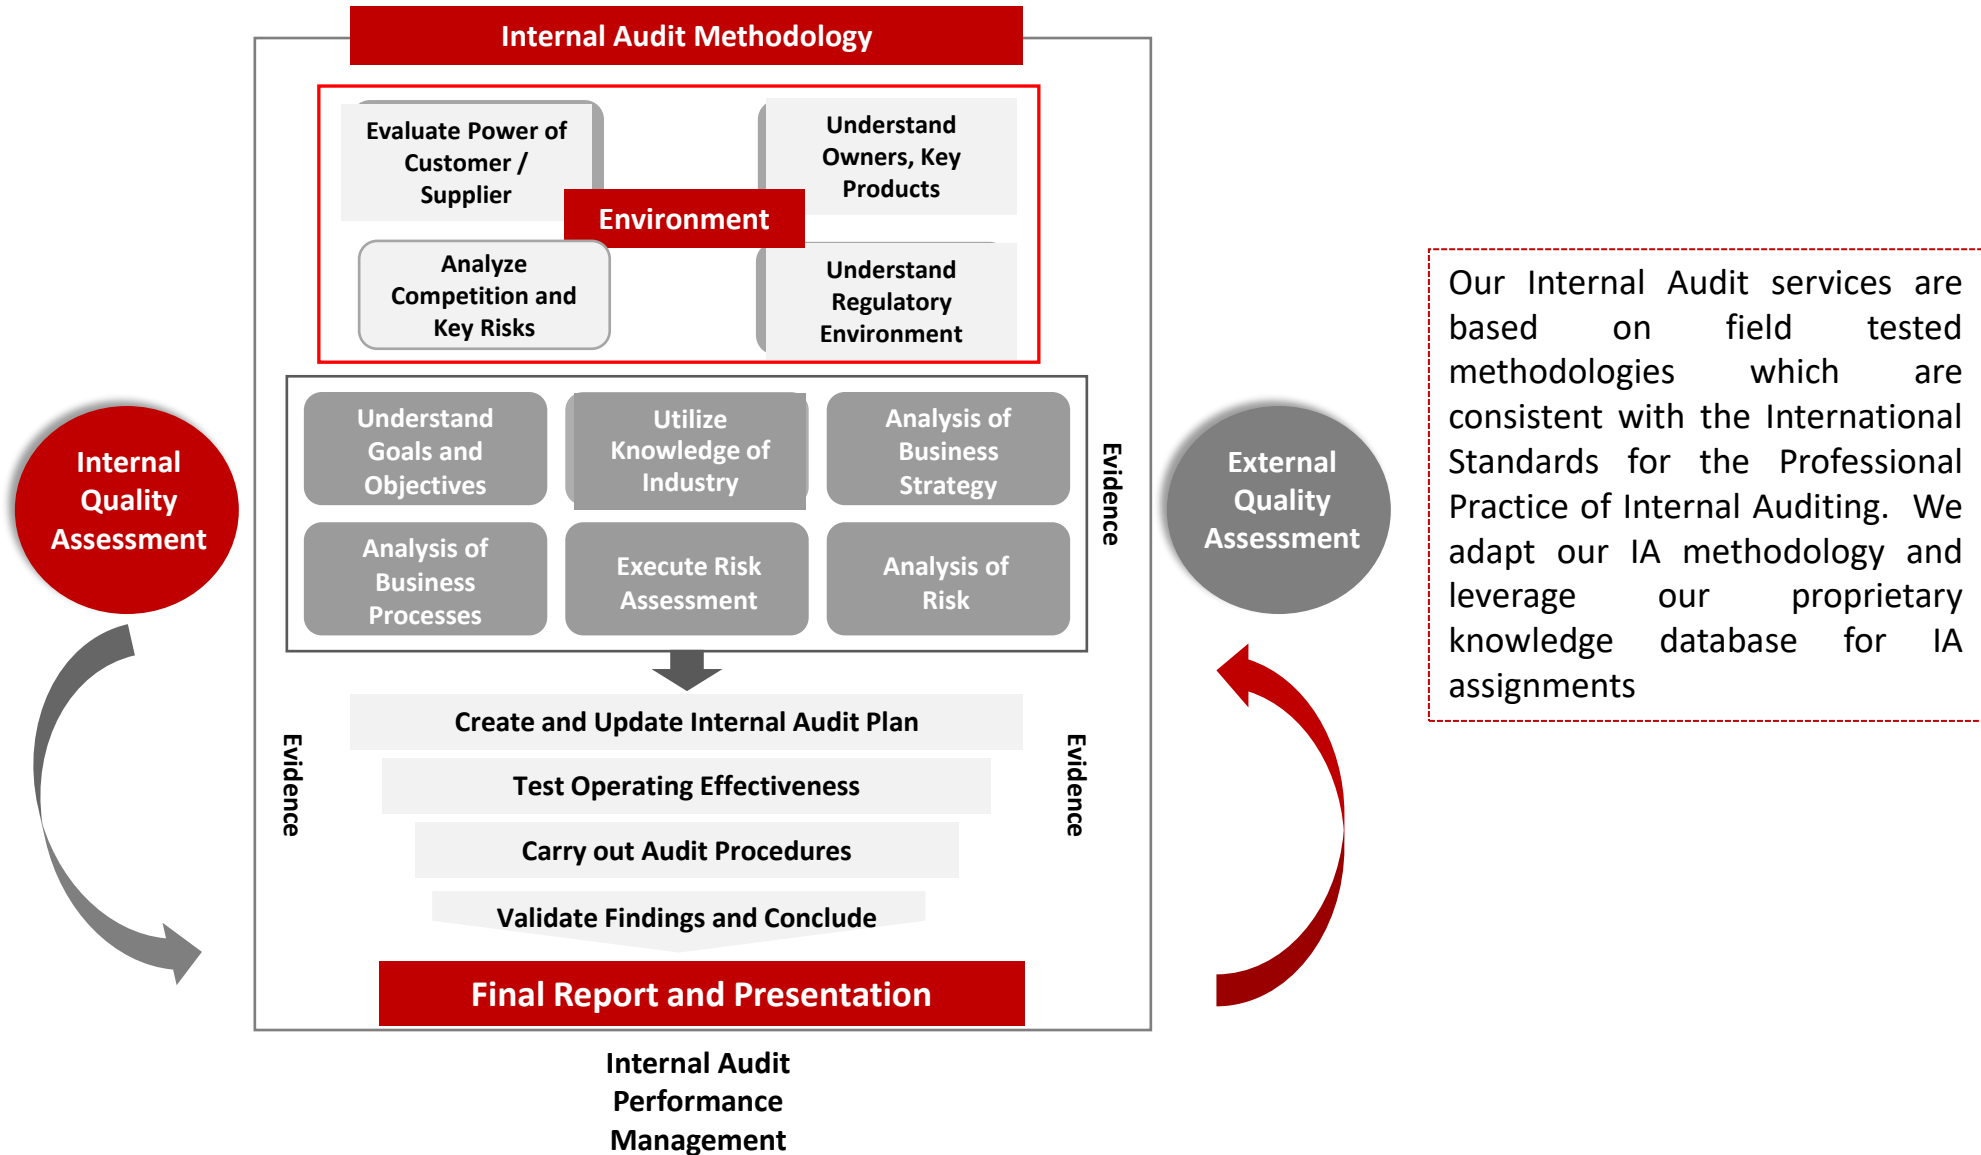 Internal Audit Methodology
Evaluate Power of
Customer /
Supplier
Understand
Owners, Key
Products
Environment
Analyze
Competition and
Key Risks
Understand
Regulatory
Environment
Understand
Goals and
Objectives
Utilize
Knowledge of
Industry
Analysis of
Business
Strategy
Analysis of
Business
Processes
Execute Risk
Assessment
Analysis of
Risk
Evidence
Internal
Quality
Assessment
External
Quality
Assessment
Create and Update Internal Audit Plan
Test Operating Effectiveness
Carry out Audit Procedures
Validate Findings and Conclude
Evidence
Evidence
Final Report and Presentation
Internal Audit
Performance
Management
Our Internal Audit services are
based on field tested
methodologies which are
consistent with the International
Standards for the Professional
Practice of Internal Auditing. We
adapt our IA methodology and
leverage our proprietary
knowledge database for IA
assignments